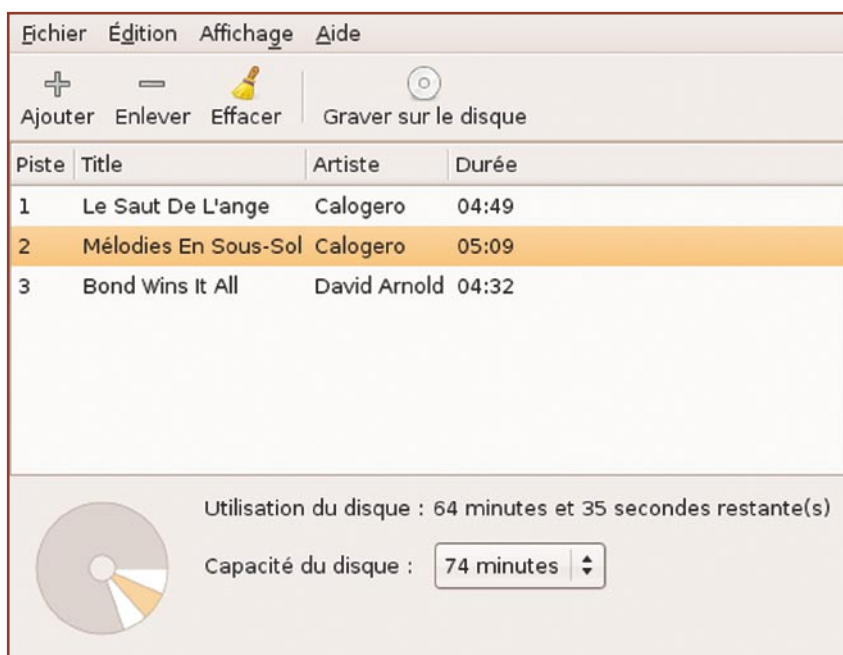 Fichier Édition Affichage Aide
Ajouter Enlever Effacer Graver sur le disque
Piste Title Artiste Durée
1 Le Saut De L'ange Calogero 04:49
2 Mélodies En Sous-Sol Calogero 05:09
3 Bond Wins It All David Arnold 04:32
Utilisation du disque : 64 minutes et 35 secondes restante(s)
Capacité du disque : 74 minutes